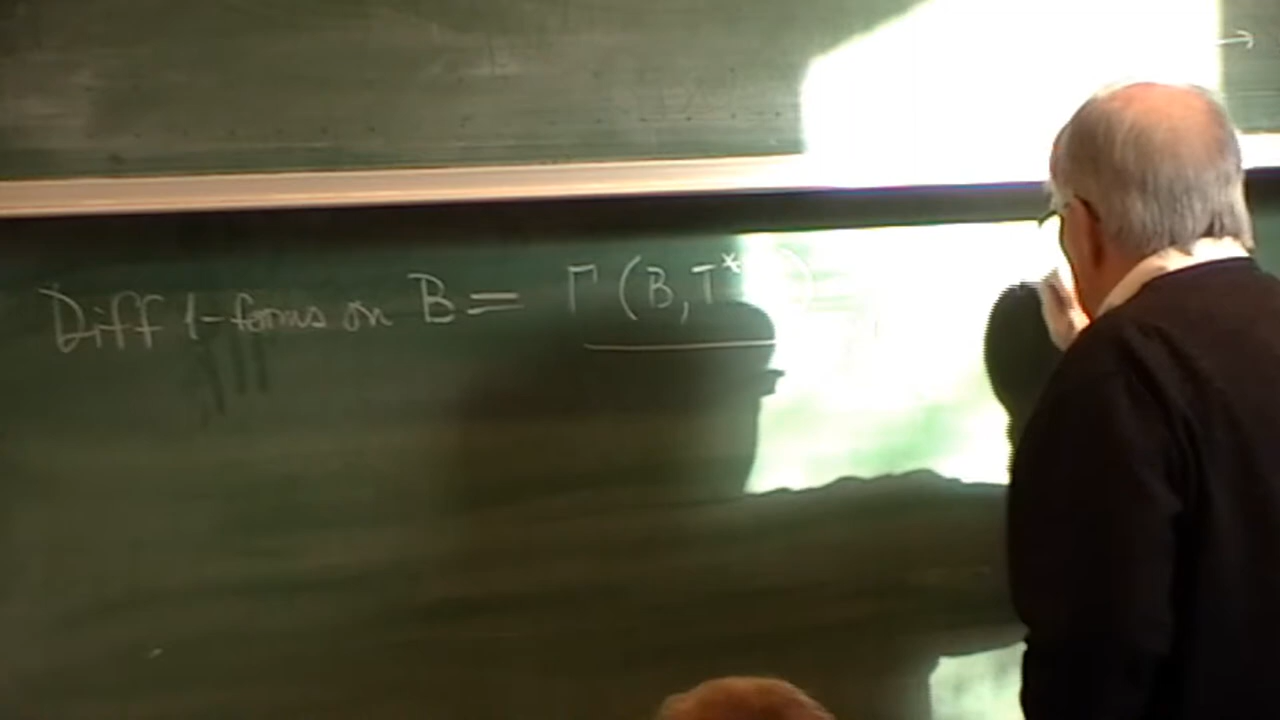 →
Diff 1-forms on B = Γ (B, T* )